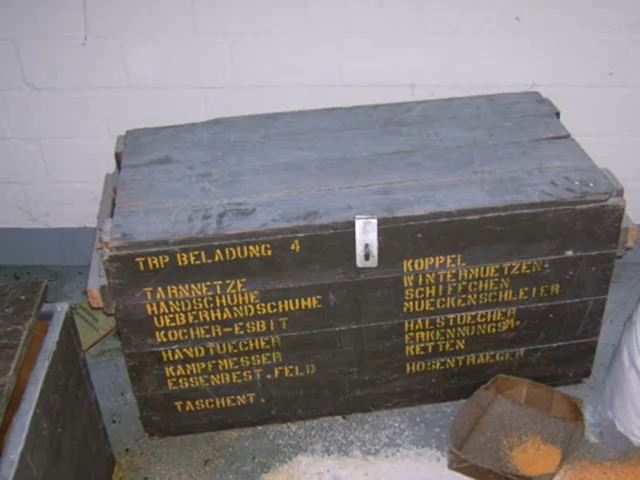 TRP BELADUNG 4
TARNNETZE
HANDSCHUHE
UEBERHANDSCHUHE
KOCHER-ESBIT
HANDTUECHER
KAMPFMESSER
ESSENBEST.FELD
TASCHENT.
KOPPEL
WINTERMUETZEN.
SCHIFFCHEN
MUECKENSCHLEIER
HALSTUECHER
ERKENNUNGSM.
KETTEN
HOSENTRAEGER